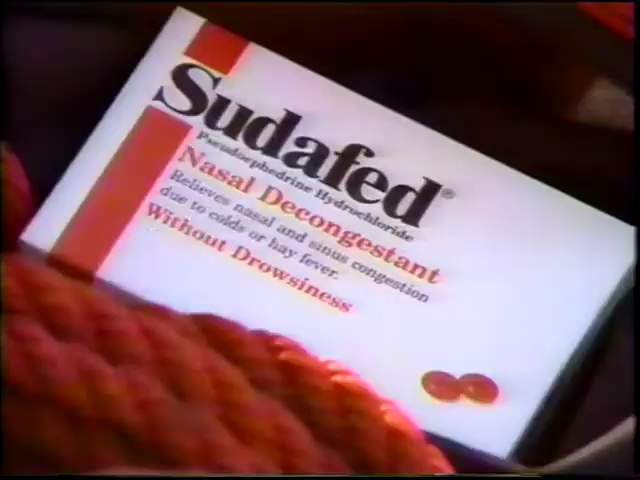 Sudafed®
Pseudoephedrine Hydrochloride
Nasal Decongestant
Relieves nasal and sinus congestion
due to colds or hay fever.
Without Drowsiness